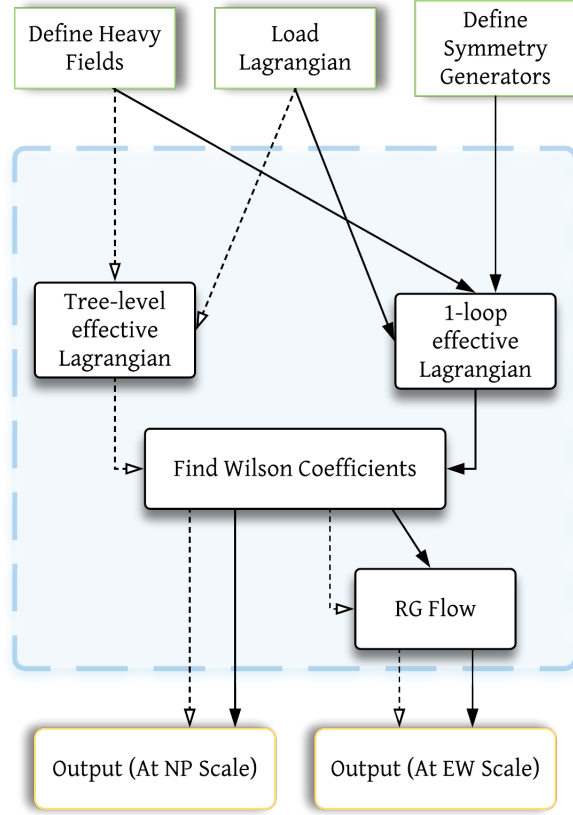 Define Heavy
Fields
Load
Lagrangian
Define
Symmetry
Generators
Tree-level
effective
Lagrangian
1-loop
effective
Lagrangian
Find Wilson Coefficients
RG Flow
Output (At NP Scale)
Output (At EW Scale)